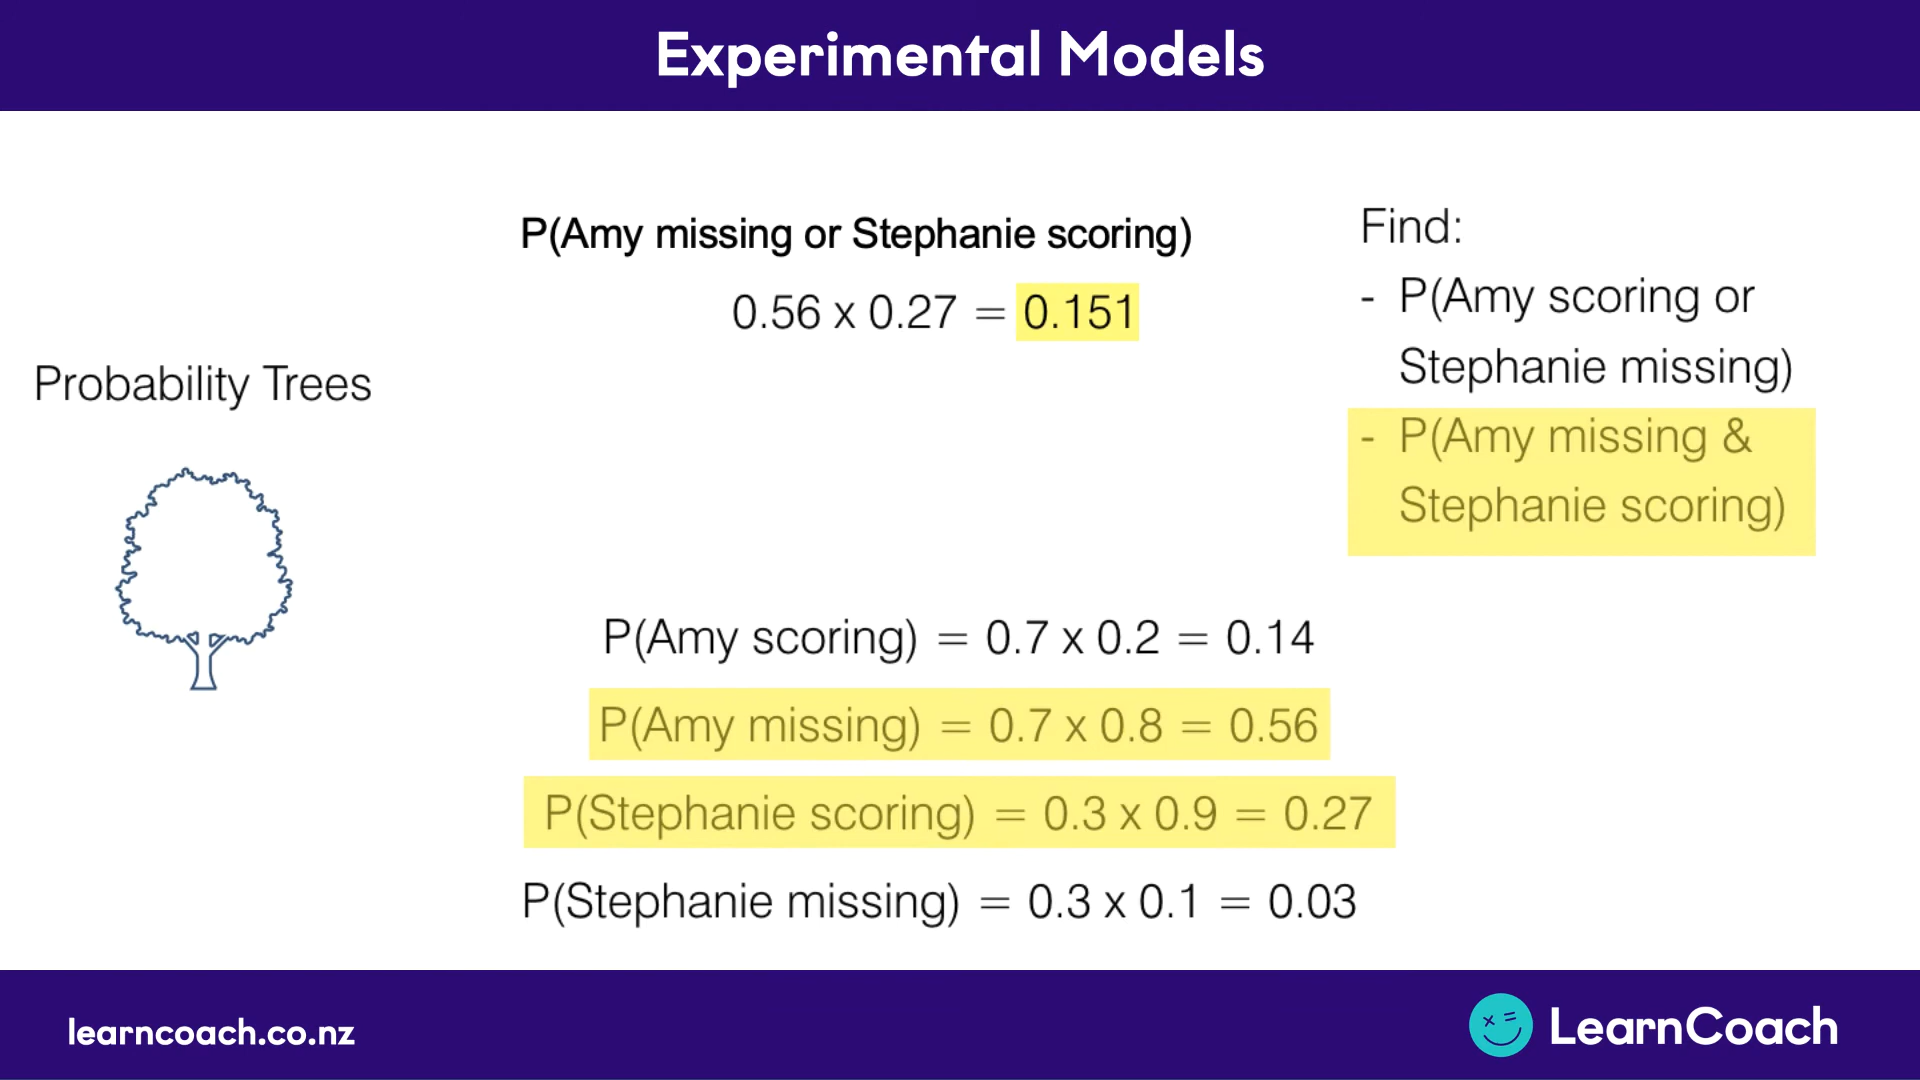 Experimental Models
P(Amy missing or Stephanie scoring)
0.56 x 0.27 = 0.151
Find:
- P(Amy scoring or
Stephanie missing)
- P(Amy missing &
Stephanie scoring)
Probability Trees
P(Amy scoring) = 0.7 x 0.2 = 0.14
P(Amy missing) = 0.7 x 0.8 = 0.56
P(Stephanie scoring) = 0.3 x 0.9 = 0.27
P(Stephanie missing) = 0.3 x 0.1 = 0.03
learncoach.co.nz
LearnCoach